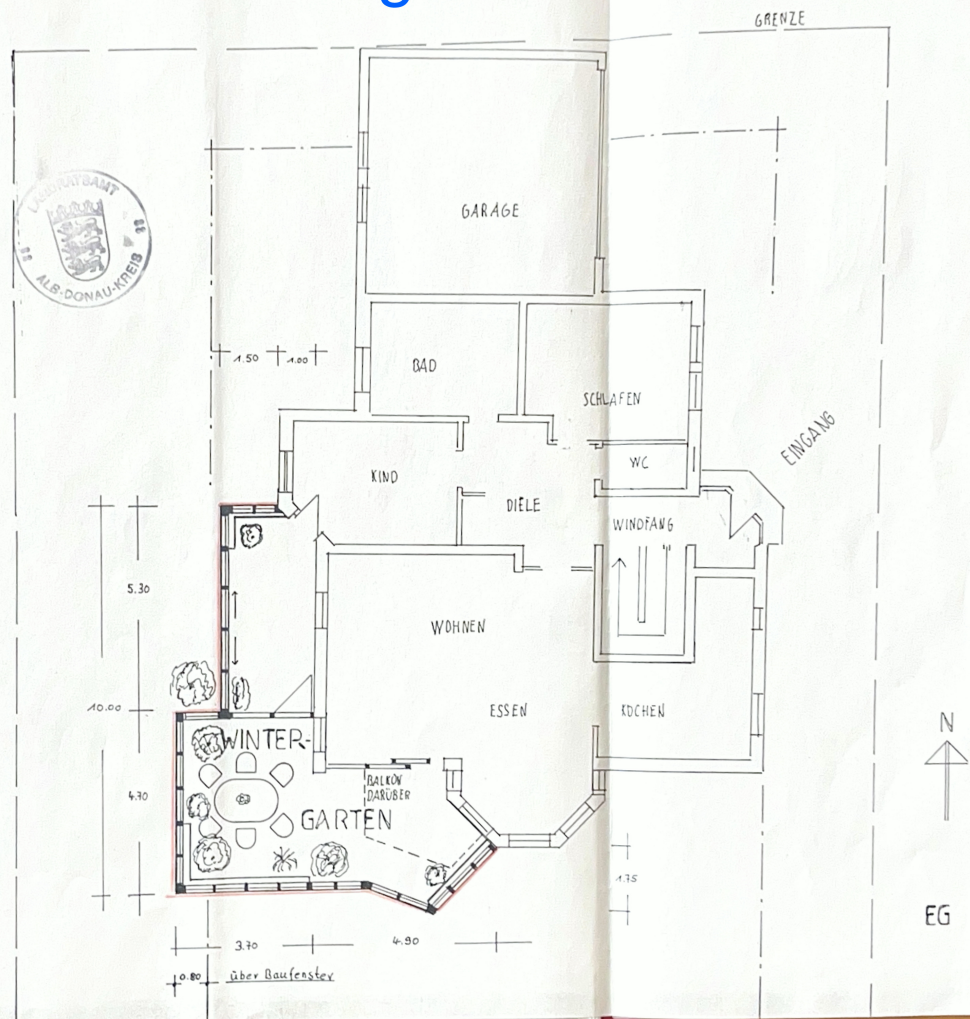 GRENZE
LANDRATSAMT
ALB-DONAU-KREIS
GARAGE
1.50
1.00
BAD
SCHLAFEN
EINGANG
WC
KIND
DIELE
WINDFANG
5.30
WOHNEN
10.00
ESSEN
KOCHEN
N
WINTER-
BALKON
DARÜBER
4.70
GARTEN
1.75
EG
3.70
4.90
0.80
über Baufenster